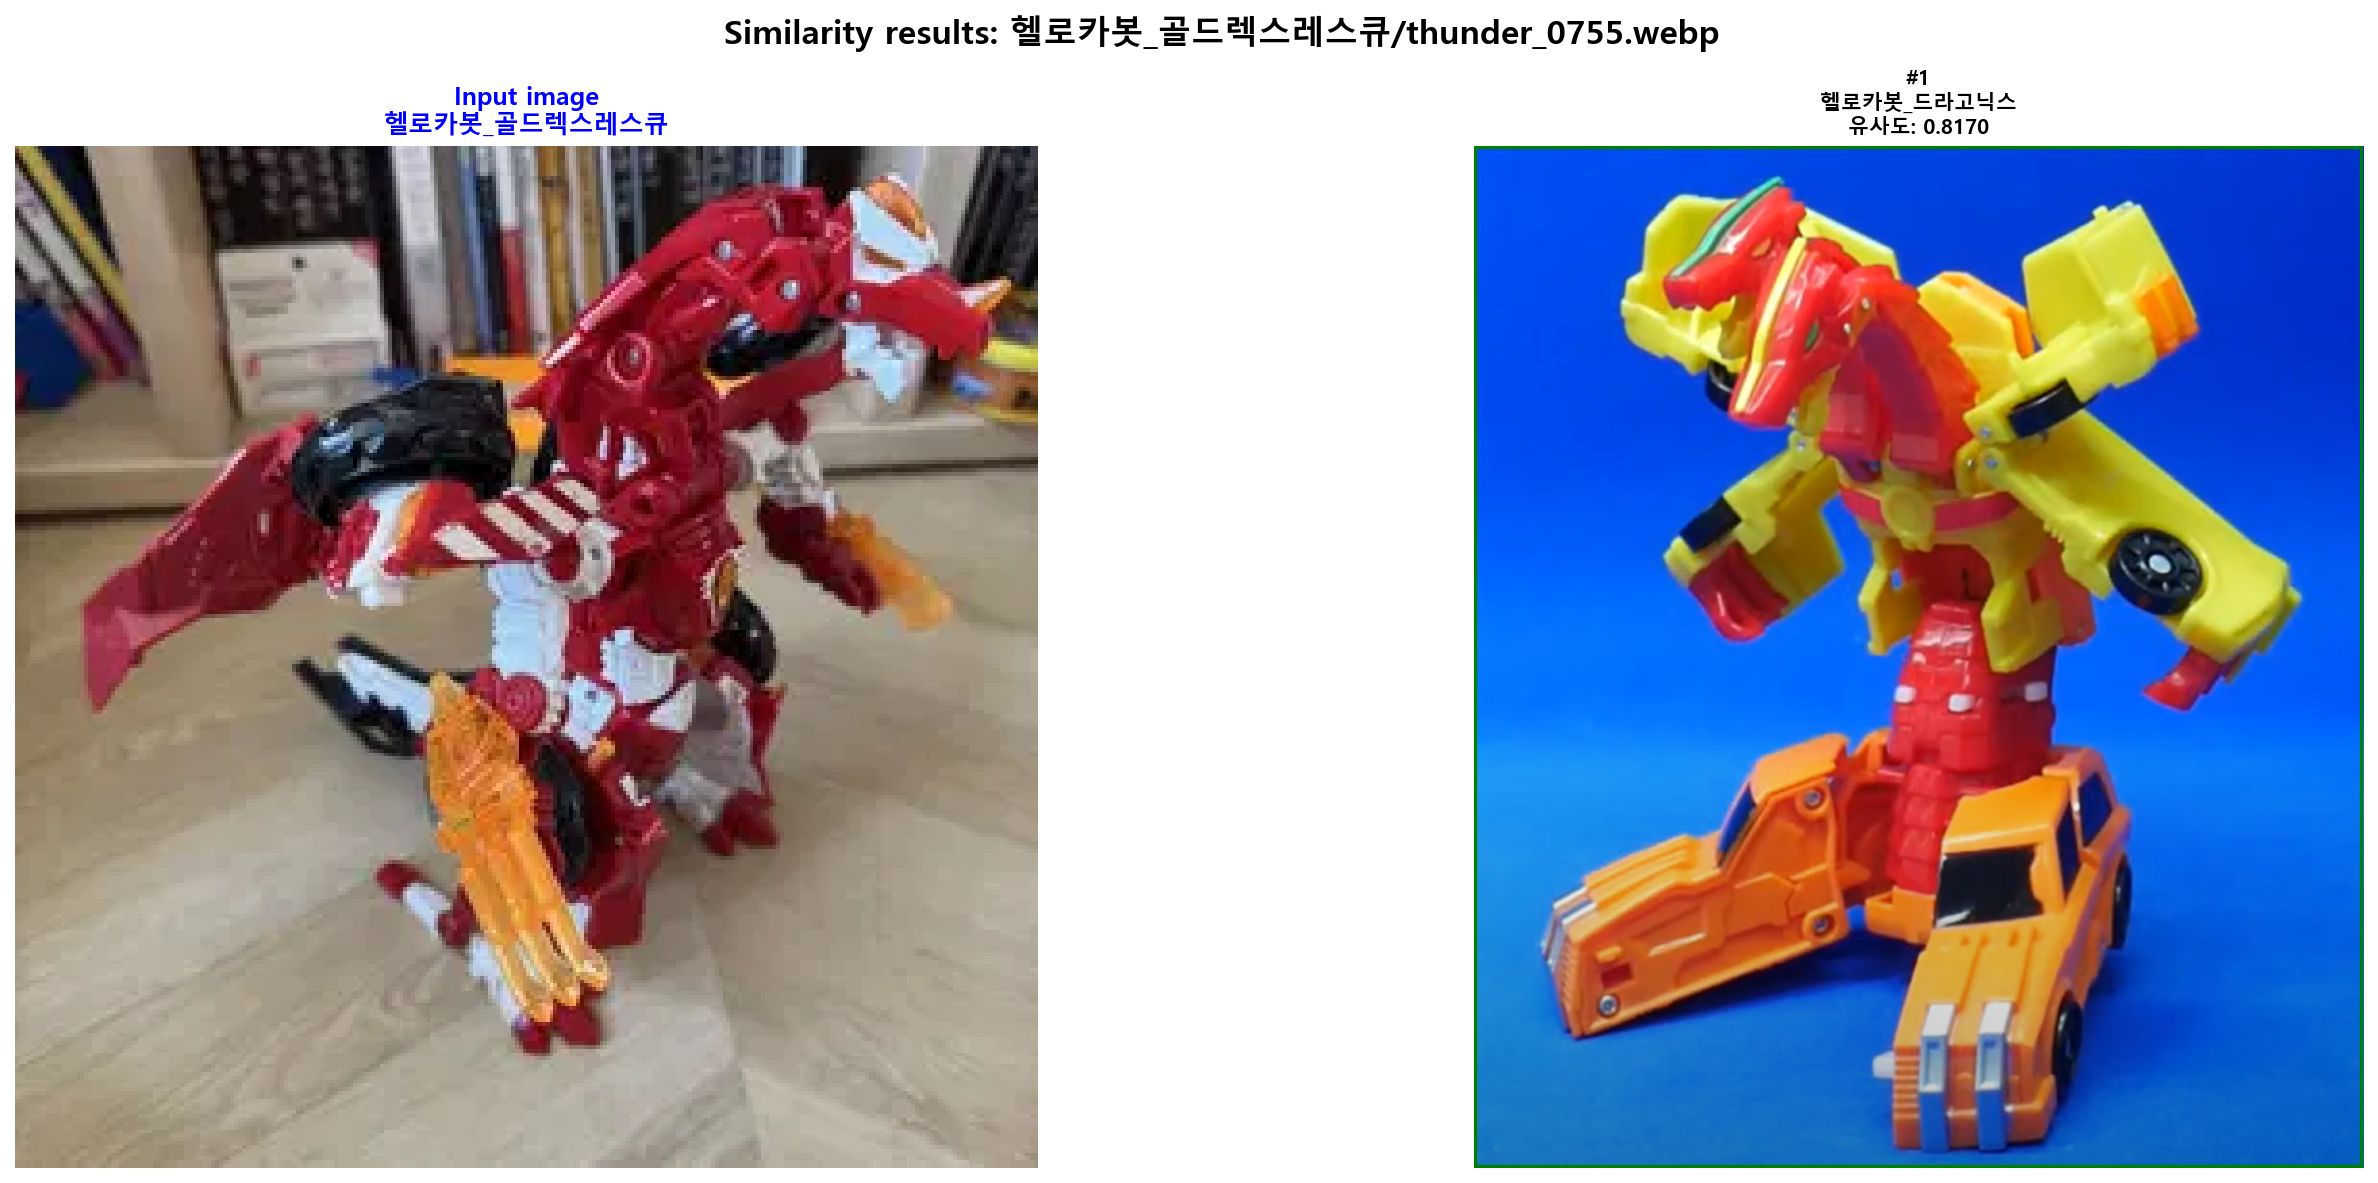 Similarity results: 헬로카봇_골드렉스레스큐/thunder_0755.webp
Input image
헬로카봇_골드렉스레스큐
#1
헬로카봇_드라고닉스
유사도: 0.8170